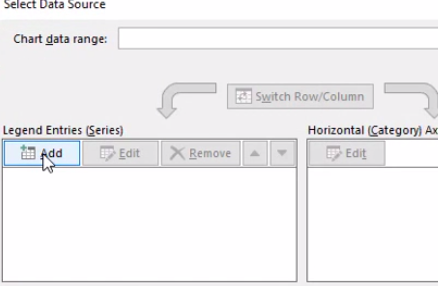 Select Data Source
Chart data range:
Switch Row/Column
Legend Entries (Series)
Horizontal (Category) Ax
Add
Edit
Remove
Edit